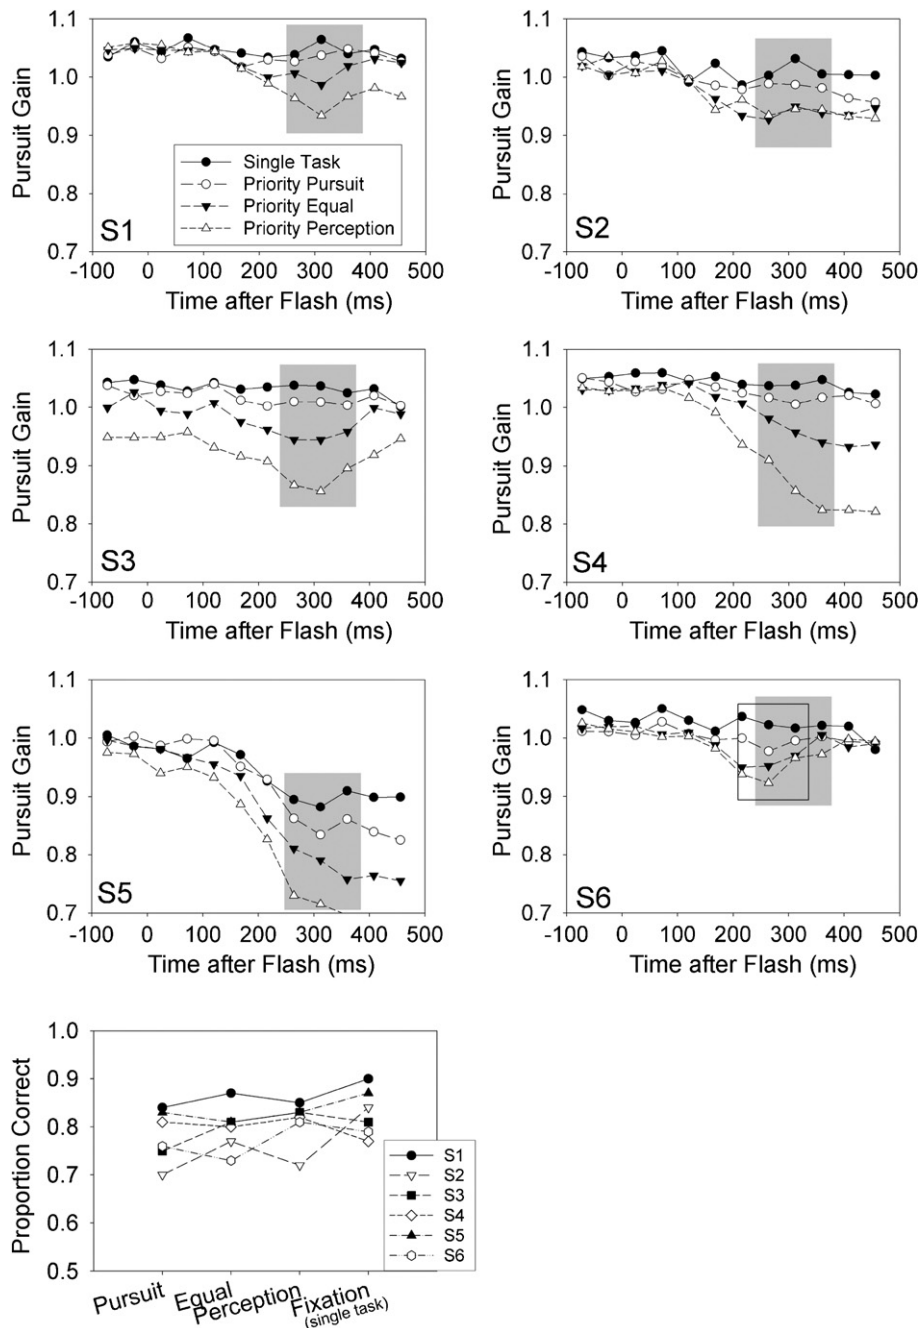 1.1
1.0
0.9
0.8
0.7
Pursuit Gain
Single Task
Priority Pursuit
Priority Equal
Priority Perception
S1
-100 0 100 200 300 400 500
Time after Flash (ms)
1.1
1.0
0.9
0.8
0.7
Pursuit Gain
S2
-100 0 100 200 300 400 500
Time after Flash (ms)
1.1
1.0
0.9
0.8
0.7
Pursuit Gain
S3
-100 0 100 200 300 400 500
Time after Flash (ms)
1.1
1.0
0.9
0.8
0.7
Pursuit Gain
S4
-100 0 100 200 300 400 500
Time after Flash (ms)
1.1
1.0
0.9
0.8
0.7
Pursuit Gain
S5
-100 0 100 200 300 400 500
Time after Flash (ms)
1.1
1.0
0.9
0.8
0.7
Pursuit Gain
S6
-100 0 100 200 300 400 500
Time after Flash (ms)
1.0
0.9
0.8
0.7
0.6
0.5
Proportion Correct
S1
S2
S3
S4
S5
S6
Pursuit
Equal
Perception
Fixation
(single task)